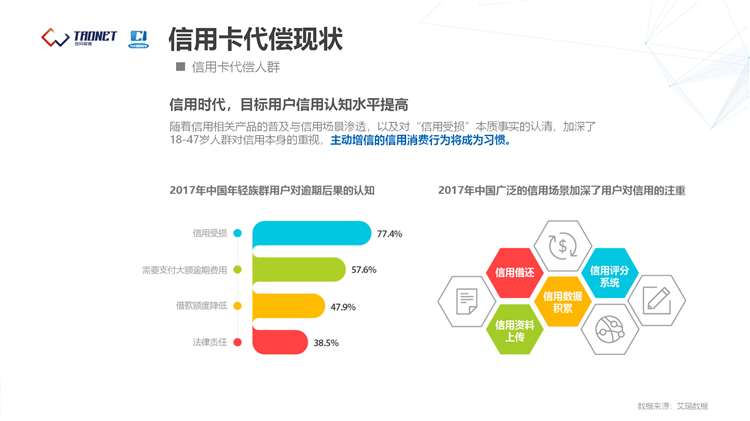 TAONET
CI
信用卡代偿现状
信用卡代偿人群
信用时代，目标用户信用认知水平提高
随着信用相关产品的普及与信用场景渗透，以及对“信用受损”本质事实的认清，加深了
18-47岁人群对信用本身的重视，主动增信的信用消费行为将成为习惯。
2017年中国年轻族群用户对逾期后果的认知
信用受损 77.4%
需要支付大额逾期费用 57.6%
借款额度降低 47.9%
法律责任 38.5%
2017年中国广泛的信用场景加深了用户对信用的注重
信用借还
信用评分
系统
信用数据
积累
信用资料
上传
数据来源：艾瑞数据